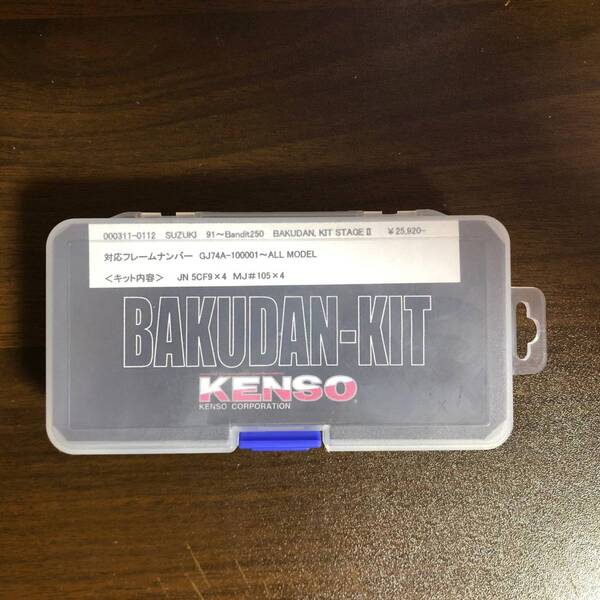 000311-0112 SUZUKI 91～Bandit250 BAKUDAN, KIT STAGEⅡ ￥25,920-
対応フレームナンバー GJ74A-100001～ALL MODEL
＜キット内容＞ JN 5CF9×4 MJ#105×4
BAKUDAN-KIT
KENSO
KENSO CORPORATION